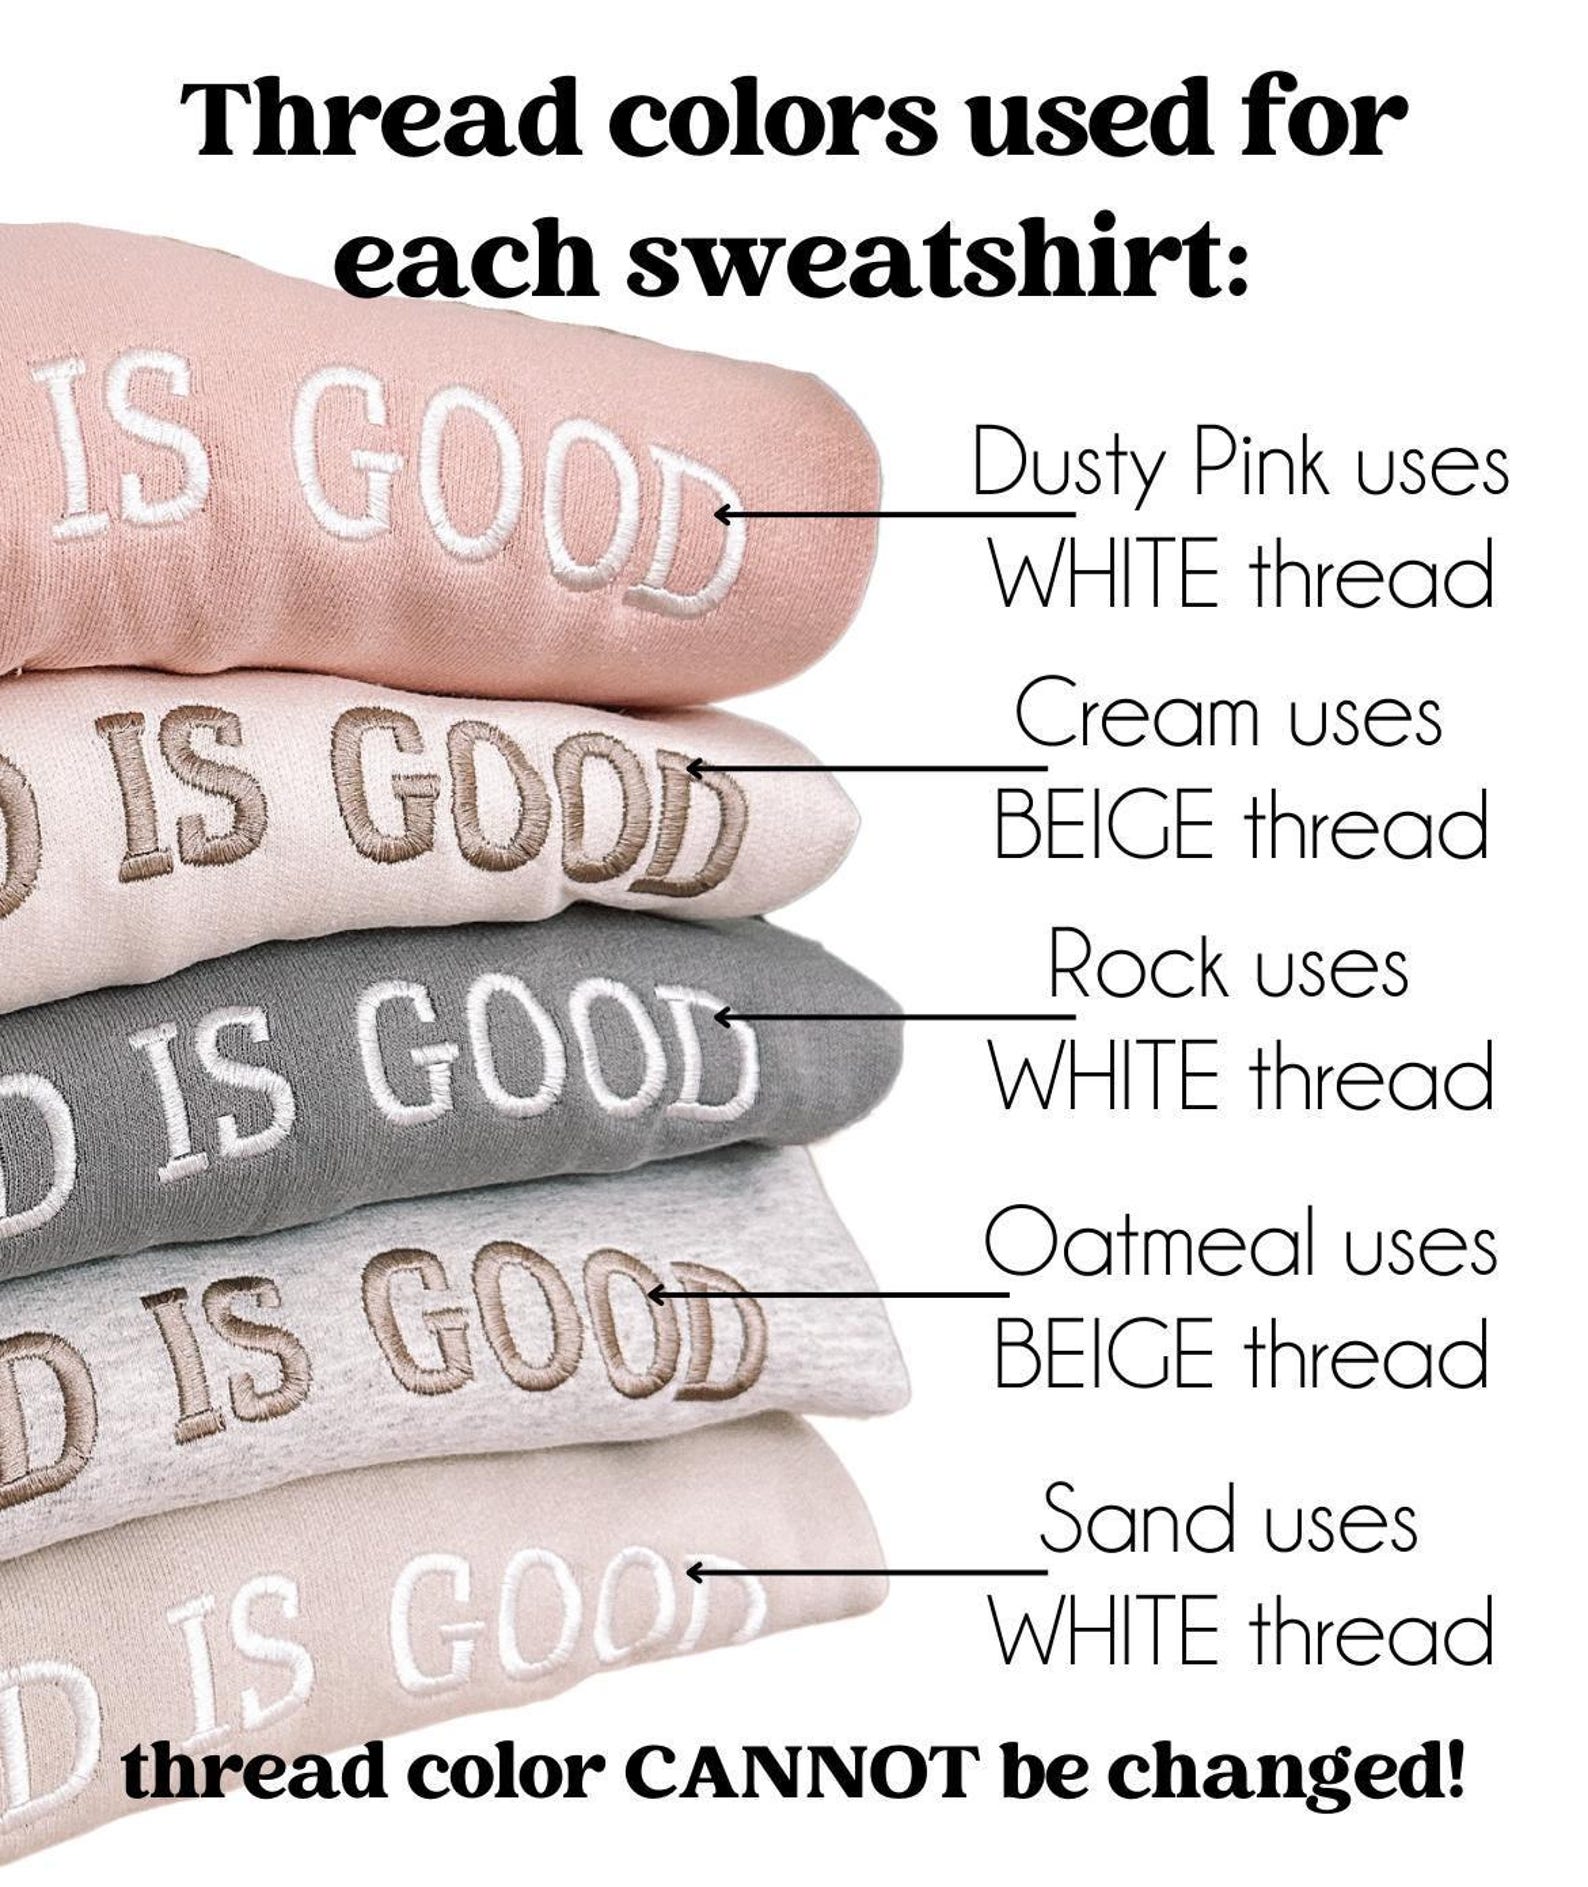 Thread colors used for
each sweatshirt:
IS GOOD
Dusty Pink uses
WHITE thread
D IS GOOD
Cream uses
BEIGE thread
D IS GOOD
Rock uses
WHITE thread
D IS GOOD
Oatmeal uses
BEIGE thread
D IS GOOD
Sand uses
WHITE thread
thread color CANNOT be changed!